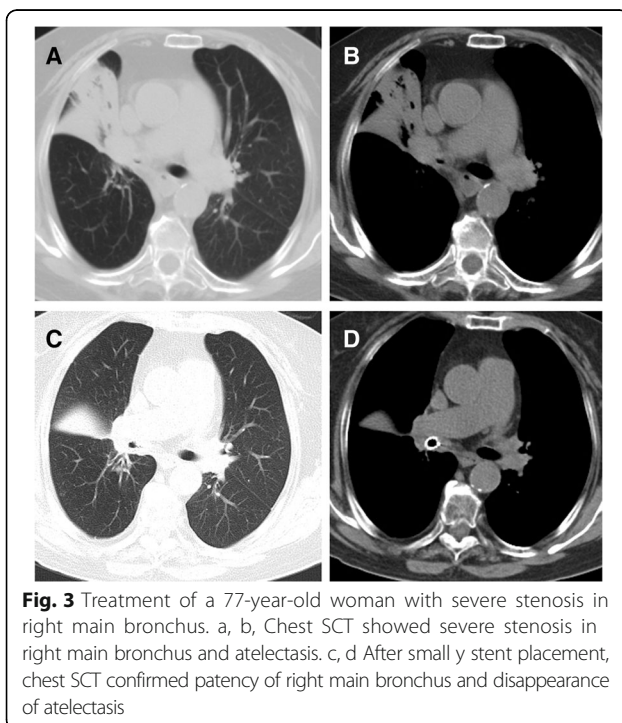 A
B
C
D
Fig. 3 Treatment of a 77-year-old woman with severe stenosis in
right main bronchus. a, b, Chest SCT showed severe stenosis in
right main bronchus and atelectasis. c, d After small y stent placement,
chest SCT confirmed patency of right main bronchus and disappearance
of atelectasis